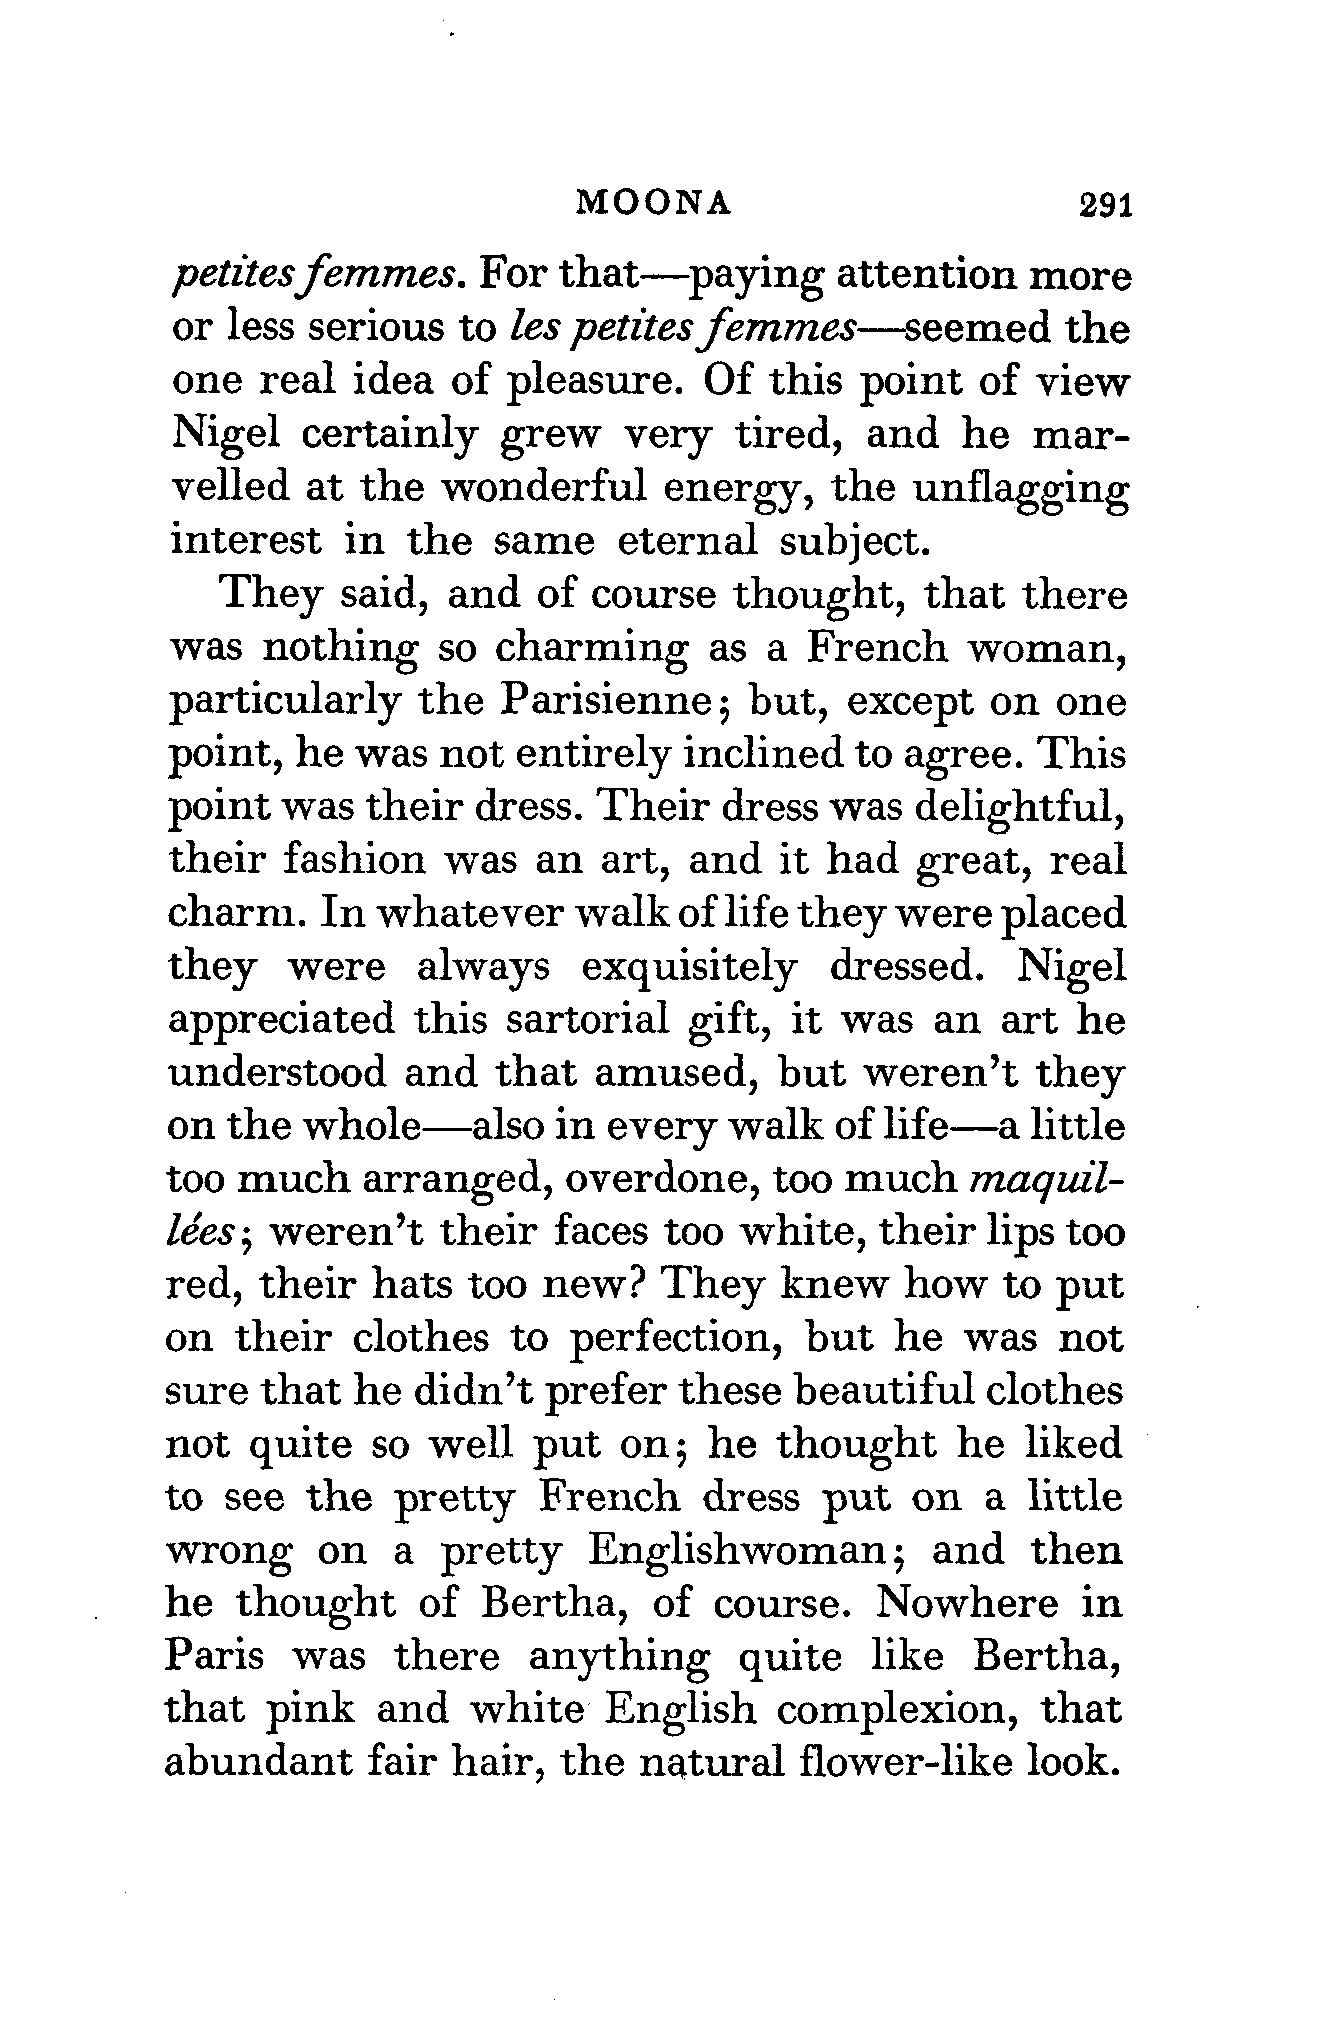 MOONA 291
petites femmes. For that—paying attention more
or less serious to les petites femmes—seemed the
one real idea of pleasure. Of this point of view
Nigel certainly grew very tired, and he mar-
velled at the wonderful energy, the unflagging
interest in the same eternal subject.
They said, and of course thought, that there
was nothing so charming as a French woman,
particularly the Parisienne; but, except on one
point, he was not entirely inclined to agree. This
point was their dress. Their dress was delightful,
their fashion was an art, and it had great, real
charm. In whatever walk of life they were placed
they were always exquisitely dressed. Nigel
appreciated this sartorial gift, it was an art he
understood and that amused, but weren't they
on the whole—also in every walk of life—a little
too much arranged, overdone, too much maquil-
lées; weren't their faces too white, their lips too
red, their hats too new? They knew how to put
on their clothes to perfection, but he was not
sure that he didn't prefer these beautiful clothes
not quite so well put on; he thought he liked
to see the pretty French dress put on a little
wrong on a pretty Englishwoman; and then
he thought of Bertha, of course. Nowhere in
Paris was there anything quite like Bertha,
that pink and white English complexion, that
abundant fair hair, the natural flower-like look.